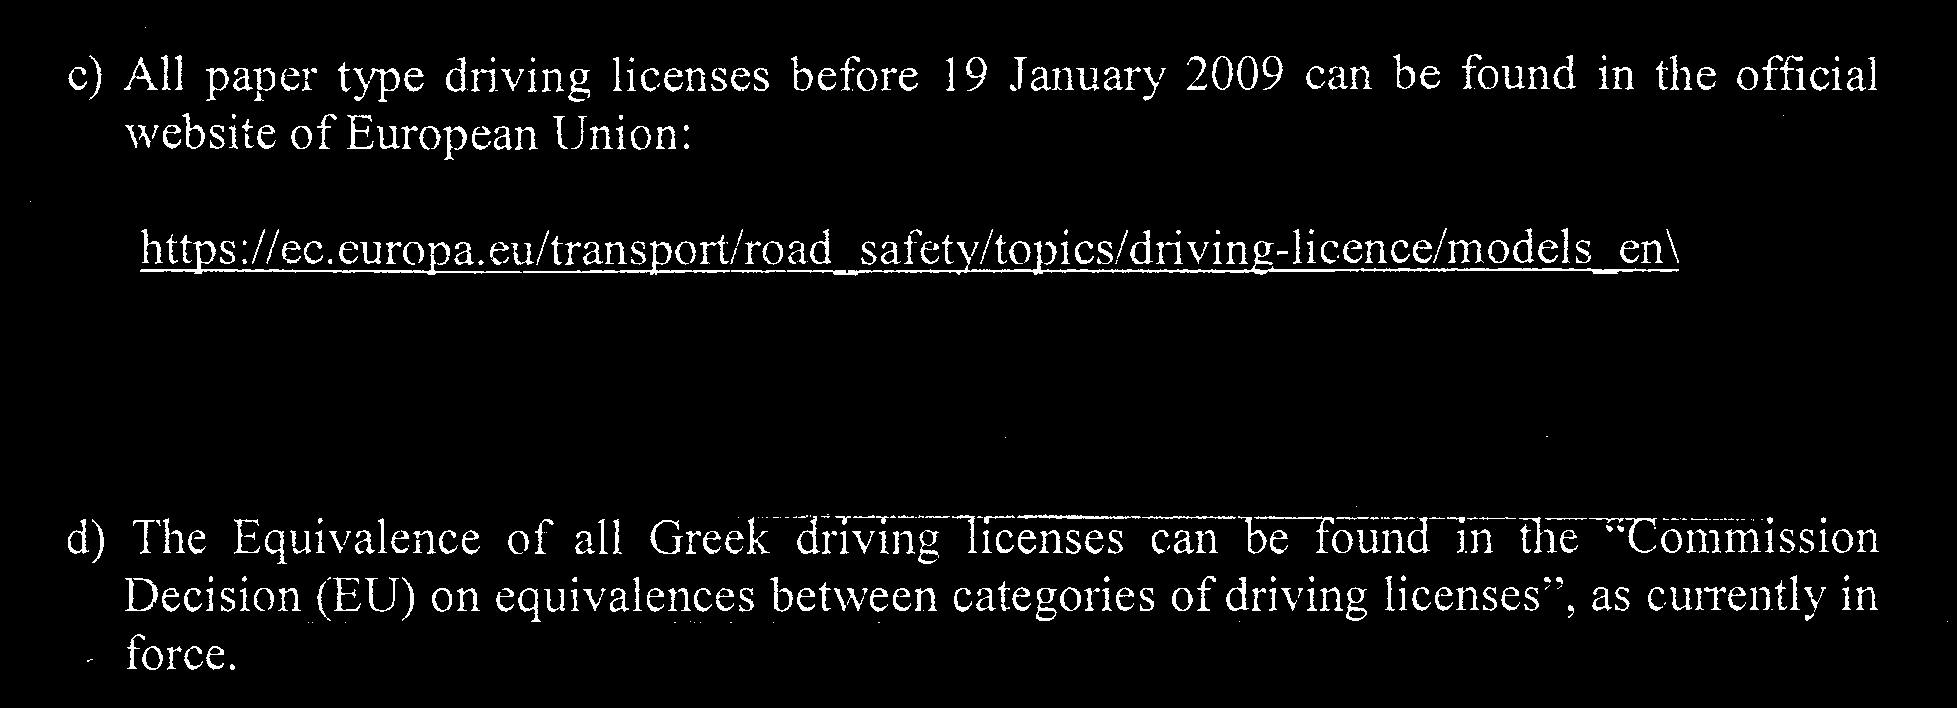 c) All paper type driving licenses before 19 January 2009 can be found in the official
website of European Union:
https://ec.europa.eu/transport/road_safety/topics/driving-licence/models_en\
d) The Equivalence of all Greek driving licenses can be found in the “Commission
Decision (EU) on equivalences between categories of driving licenses”, as currently in
force.